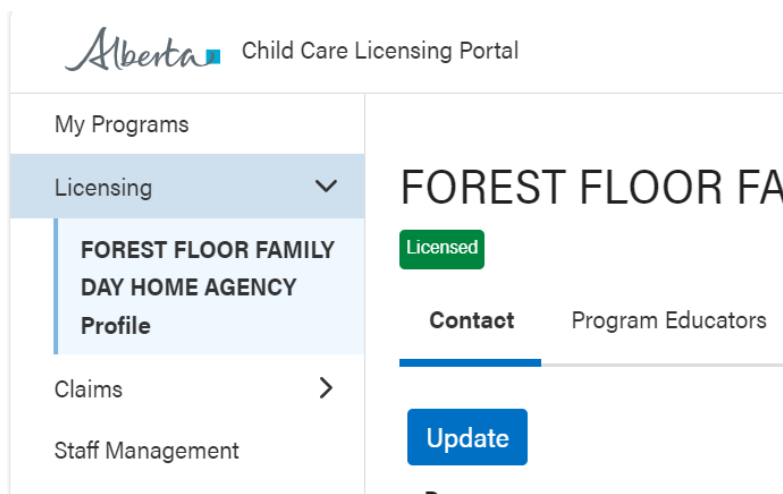 Alberta Child Care Licensing Portal
My Programs
Licensing
FOREST FLOOR FAMILY
DAY HOME AGENCY
Profile
Claims
Staff Management
FOREST FLOOR FA
Licensed
Contact Program Educators
Update